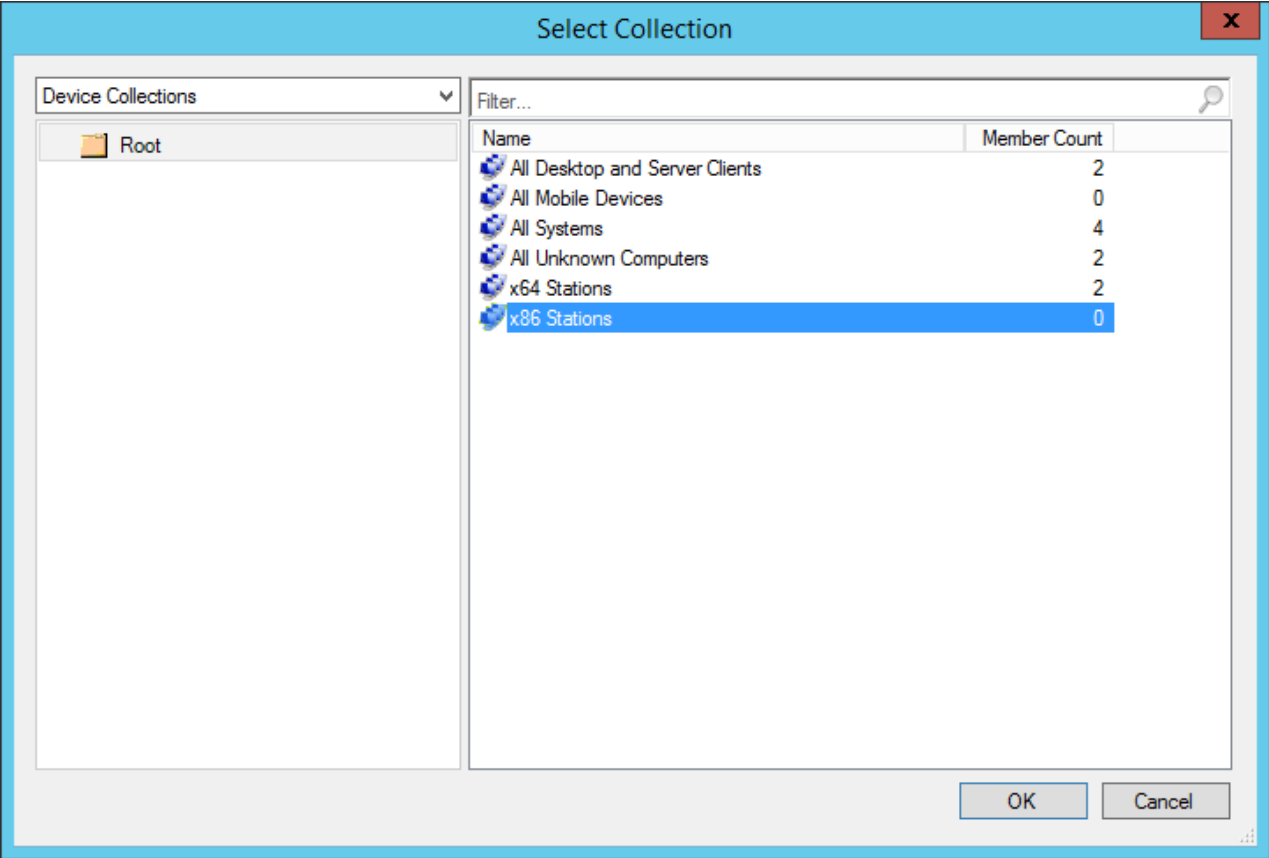 Select Collection
x
Device Collections
Filter...
Root
Name Member Count
All Desktop and Server Clients 2
All Mobile Devices 0
All Systems 4
All Unknown Computers 2
x64 Stations 2
x86 Stations 0
OK Cancel